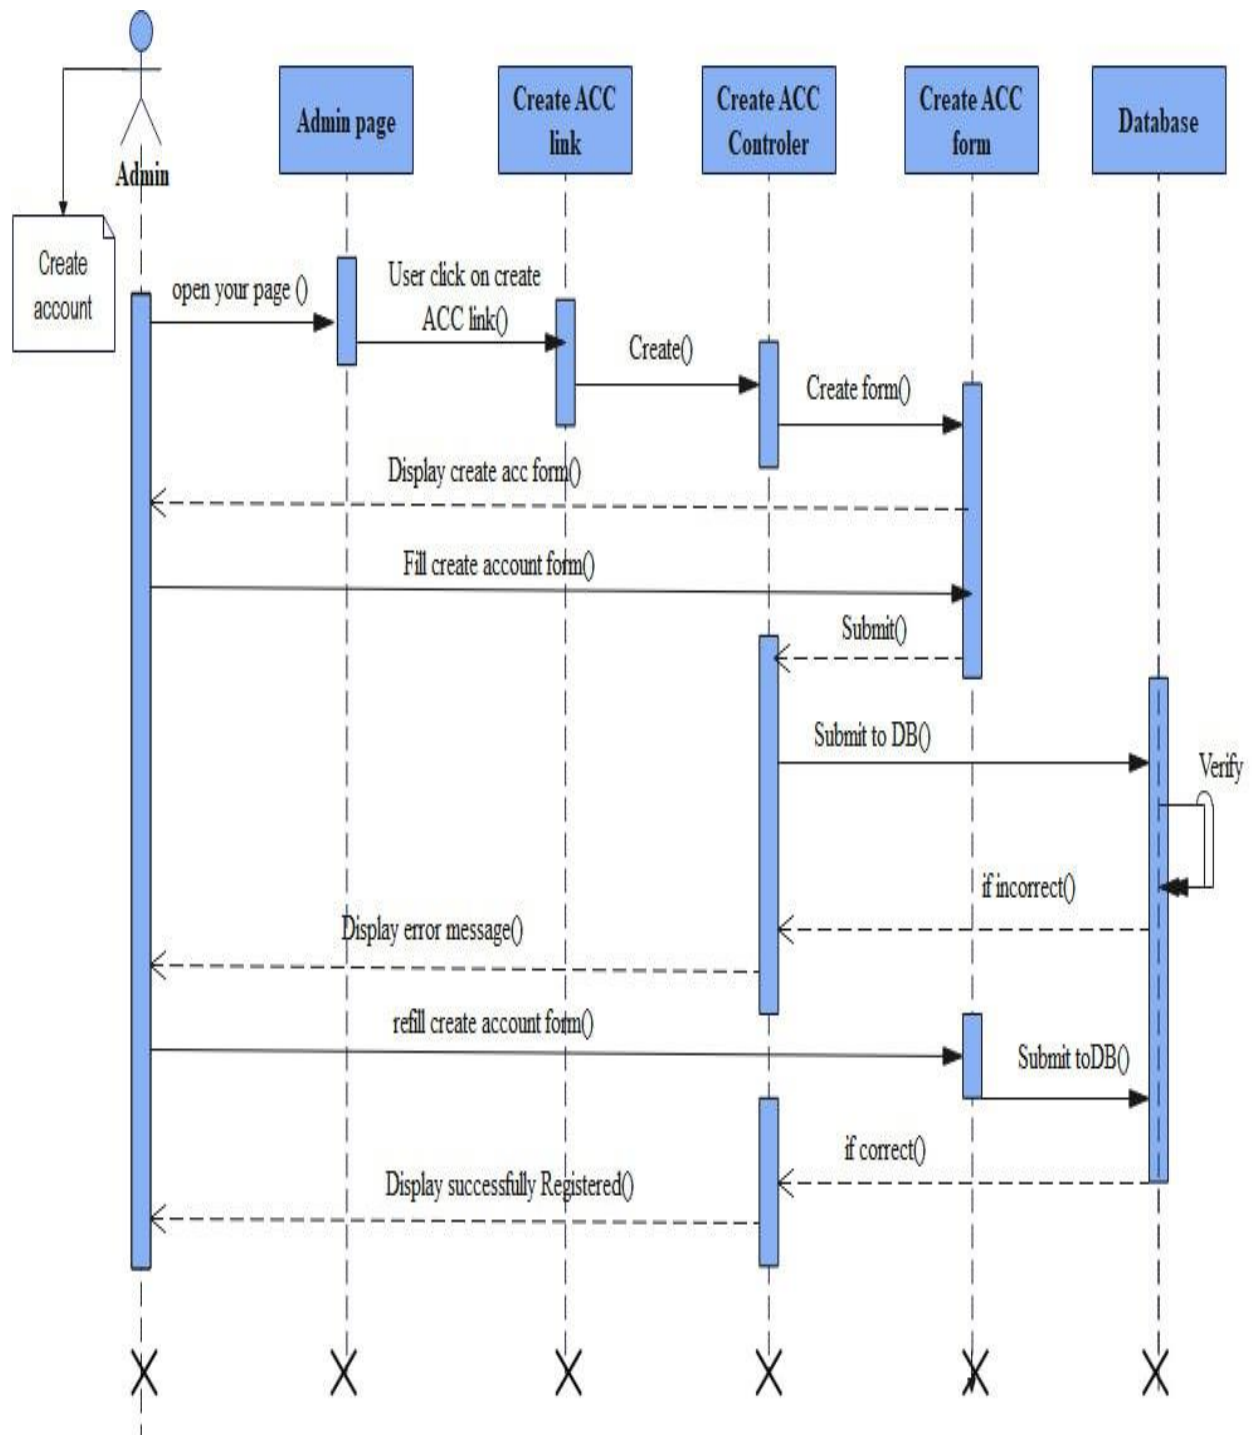 Admin
Admin page
Create ACC
link
Create ACC
Controler
Create ACC
form
Database
Create
account
open your page ()
User click on create
ACC link()
Create()
Create form()
Display create acc form()
Fill create account form()
Submit()
Submit to DB()
Verify
if incorrect()
Display error message()
refill create account form()
Submit toDB()
if correct()
Display successfully Registered()